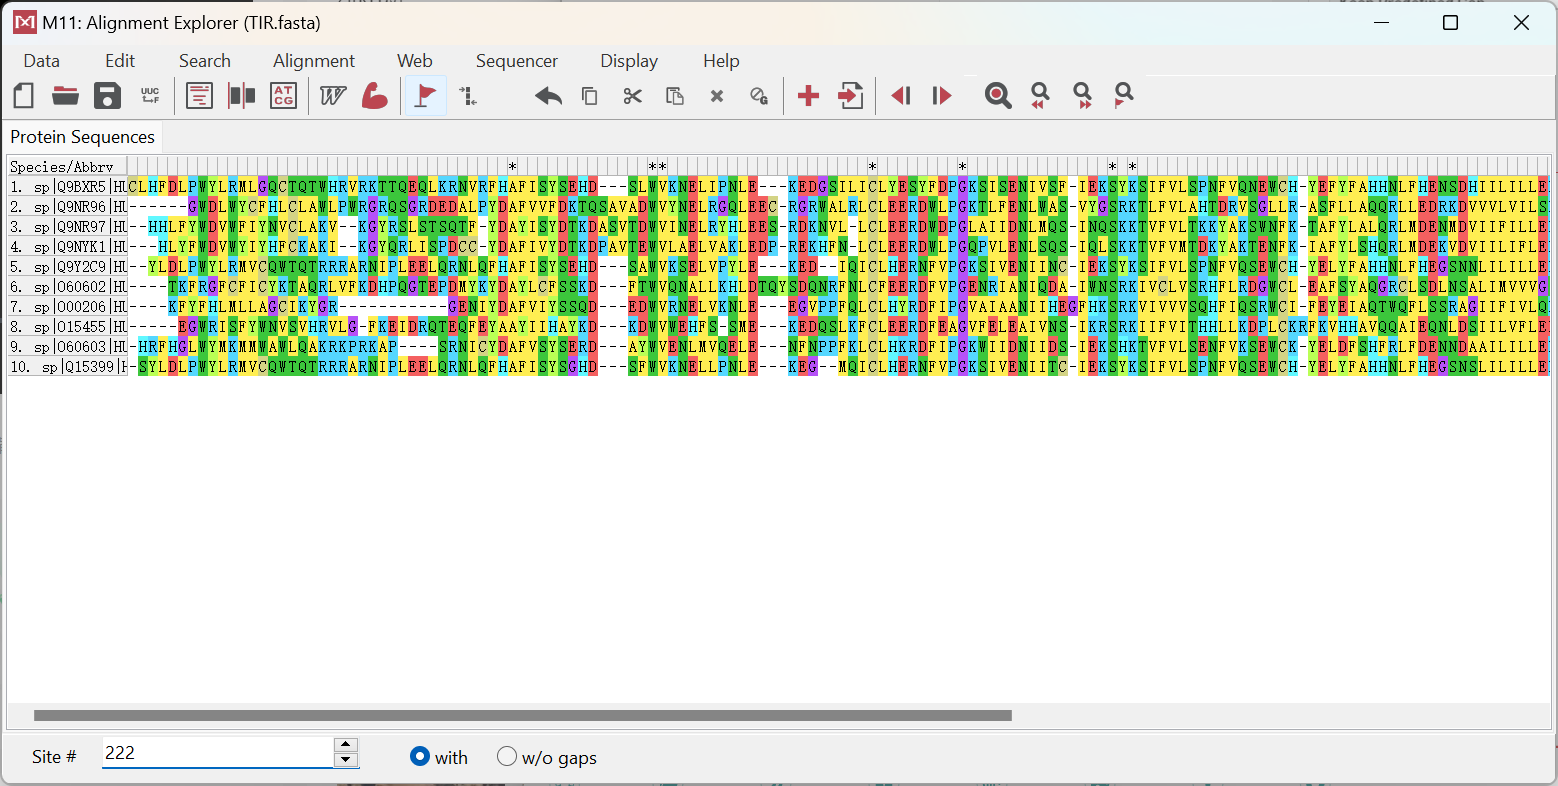 M11: Alignment Explorer (TIR.fasta)
Data Edit Search Alignment Web Sequencer Display Help
UUC
F
W
AT
CG
Protein Sequences
Species/Abbrv * ** * * * *
1. sp|Q9BXR5|HU CLHFDLPWYLRMLGQCTQTWHRVRKTTQEQLKRNVRFHAFISYSEHD---SLWVKNELIPNLE---KEDGSILICLYESYFDPGKSISENIVSF-IEKSYKSIFVLSPNFVQNEWCH-YEFYFAHHNLFHENSDHIILILLE
2. sp|Q9NR96|HU ------GWDLWYCFHLCLAWLPWRGRQSGRDEDALPYDAFVVFDKTQSAVADWVYNELRGQLEEC-RGRWALRLCLEERDWLPGKTLFENLWAS-VYGSRKTLFVLAHTDRVSGLLR-ASFLLAQQRLLEDRKDVVVLVILS
3. sp|Q9NR97|HU --HHLFYWDVWFIYNVCLAKV--KGYRSLSTSQTF-YDAYISYDTKDASVTDWVINELRYHLEES-RDKNVL-LCLEERDWDPGLAIIDNLMQS-INQSKKTVFVLTKKYAKSWNFK-TAFYLALQRLMDENMDVIIFILLE
4. sp|Q9NYK1|HU ---HLYFWDVWYIYHFCKAKI--KGYQRLISPDCC-YDAFIVYDTKDPAVTEWVLAELVAKLEDP-REKHFN-LCLEERDWLPGQPVLENLSQS-IQLSKKTVFVMTDKYAKTENFK-IAFYLSHQRLMDEKVDVIILIFLE
5. sp|Q9Y2C9|HU --YLDLPWYLRMVCQWTQTRRRARNIPLEELQRNLQFHAFISYSEHD---SAWVKSELVPYLE---KED--IQICLHERNFVPGKSIVENIINC-IEKSYKSIFVLSPNFVQSEWCH-YELYFAHHNLFHEGSNNLILILLE
6. sp|O60602|HU ----TKFRGFCFICYKTAQRLVFKDHPQGTEPDMYKYDAYLCFSSKD---FTWVQNALLKHLDTQYSDQNRFNLCFEERDFVPGENRIANIQDA-IWNSRKIVCLVSRHFLRDGWCL-EAFSYAQGRCLSDLNSALIMVVVG
7. sp|O00206|HU ----KFYFHLMLLAGCIKYGR-----------GENIYDAFVIYSSQD---EDWVRNELVKNLE---EGVPPFQLCLHYRDFIPGVAIAANIIHEGFHKSRKVIVVVSQHFIQSRWCI-FEYEIAQTWQFLSSRAGIIFIVLQ
8. sp|O15455|HU -----EGWRISFYWNVSVHRVLG-FKEIDRQTEQFEYAAYIIHAYKD---KDWVWEHFS-SME---KEDQSLKFCLEERDFEAGVFELEAIVNS-IKRSRKIIFVITHHLLKDPLCKRFKVHHAVQQAIEQNLDSIILVFLE
9. sp|O60603|HU -HRFHGLWYMKMMWAWLQAKRKPRKAP----SRNICYDAFVSYSERD---AYWVENLMVQELE---NFNPPFKLCLHKRDFIPGKWIIDNIIDS-IEKSHKTVFVLSENFVKSEWCK-YELDFSHFRLFDENNDAAILILLE
10. sp|Q15399|H -SYLDLPWYLRMVCQWTQTRRRARNIPLEELQRNLQFHAFISYSGHD---SFWVKNELLPNLE---KEG--MQICLHERNFVPGKSIVENIITC-IEKSYKSIFVLSPNFVQSEWCH-YELYFAHHNLFHEGSNSLILILLE
Site # 222 with w/o gaps